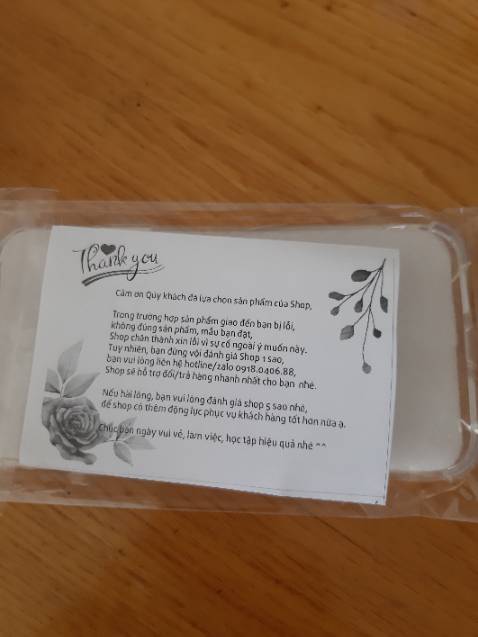 Thank you
Cảm ơn Quý khách đã lựa chọn sản phẩm của Shop,
Trong trường hợp sản phẩm giao đến bạn bị lỗi,
không đúng sản phẩm, mẫu bạn đặt,
Shop chân thành xin lỗi vì sự cố ngoài ý muốn này.
Tuy nhiên, bạn đừng vội đánh giá Shop 1 sao,
bạn vui lòng liên hệ hotline/zalo 0918.0406.88,
Shop sẽ hỗ trợ đổi/trả hàng nhanh nhất cho bạn nhé.
Nếu hài lòng, bạn vui lòng đánh giá shop 5 sao nhé,
để shop có thêm động lực phục vụ khách hàng tốt hơn nữa ạ.
Chúc bạn ngày vui vẻ, làm việc, học tập hiệu quả nhé ^^